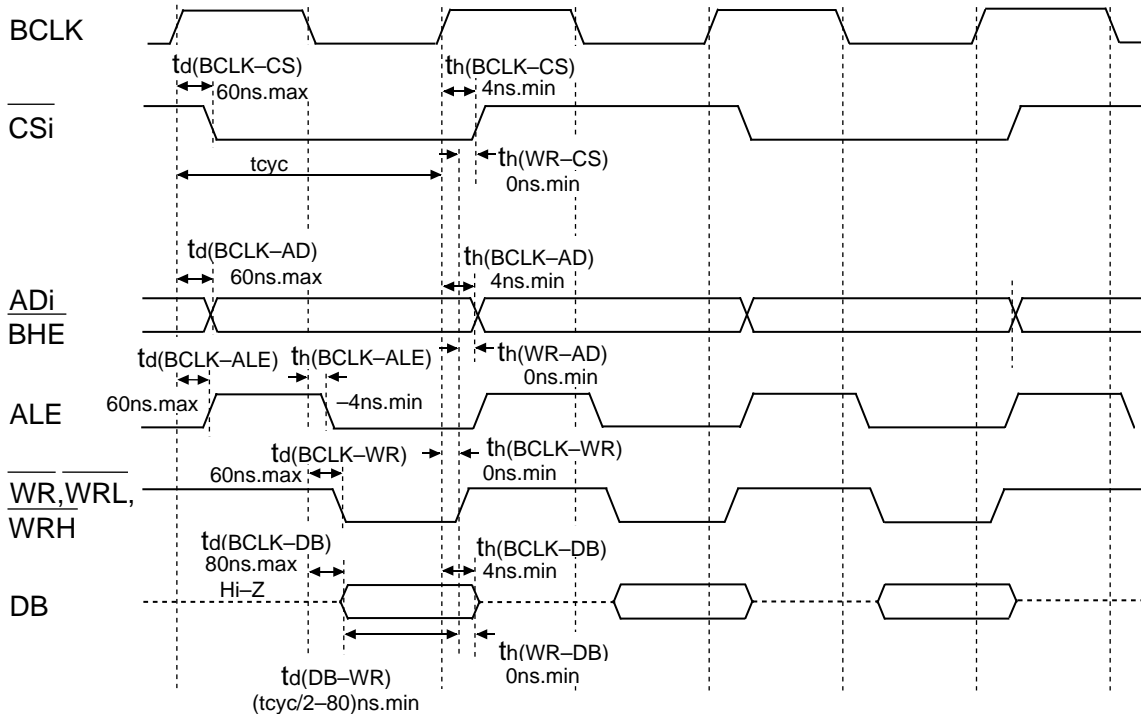 BCLK
td(BCLK–CS)
60ns.max
th(BCLK–CS)
4ns.min
CSi
tcyc
th(WR–CS)
0ns.min
td(BCLK–AD)
60ns.max
th(BCLK–AD)
4ns.min
ADi
BHE
td(BCLK–ALE)
60ns.max
th(BCLK–ALE)
–4ns.min
th(WR–AD)
0ns.min
ALE
td(BCLK–WR)
60ns.max
th(BCLK–WR)
0ns.min
WR,WRL,
WRH
td(BCLK–DB)
80ns.max
th(BCLK–DB)
4ns.min
Hi–Z
DB
td(DB–WR)
(tcyc/2–80)ns.min
th(WR–DB)
0ns.min